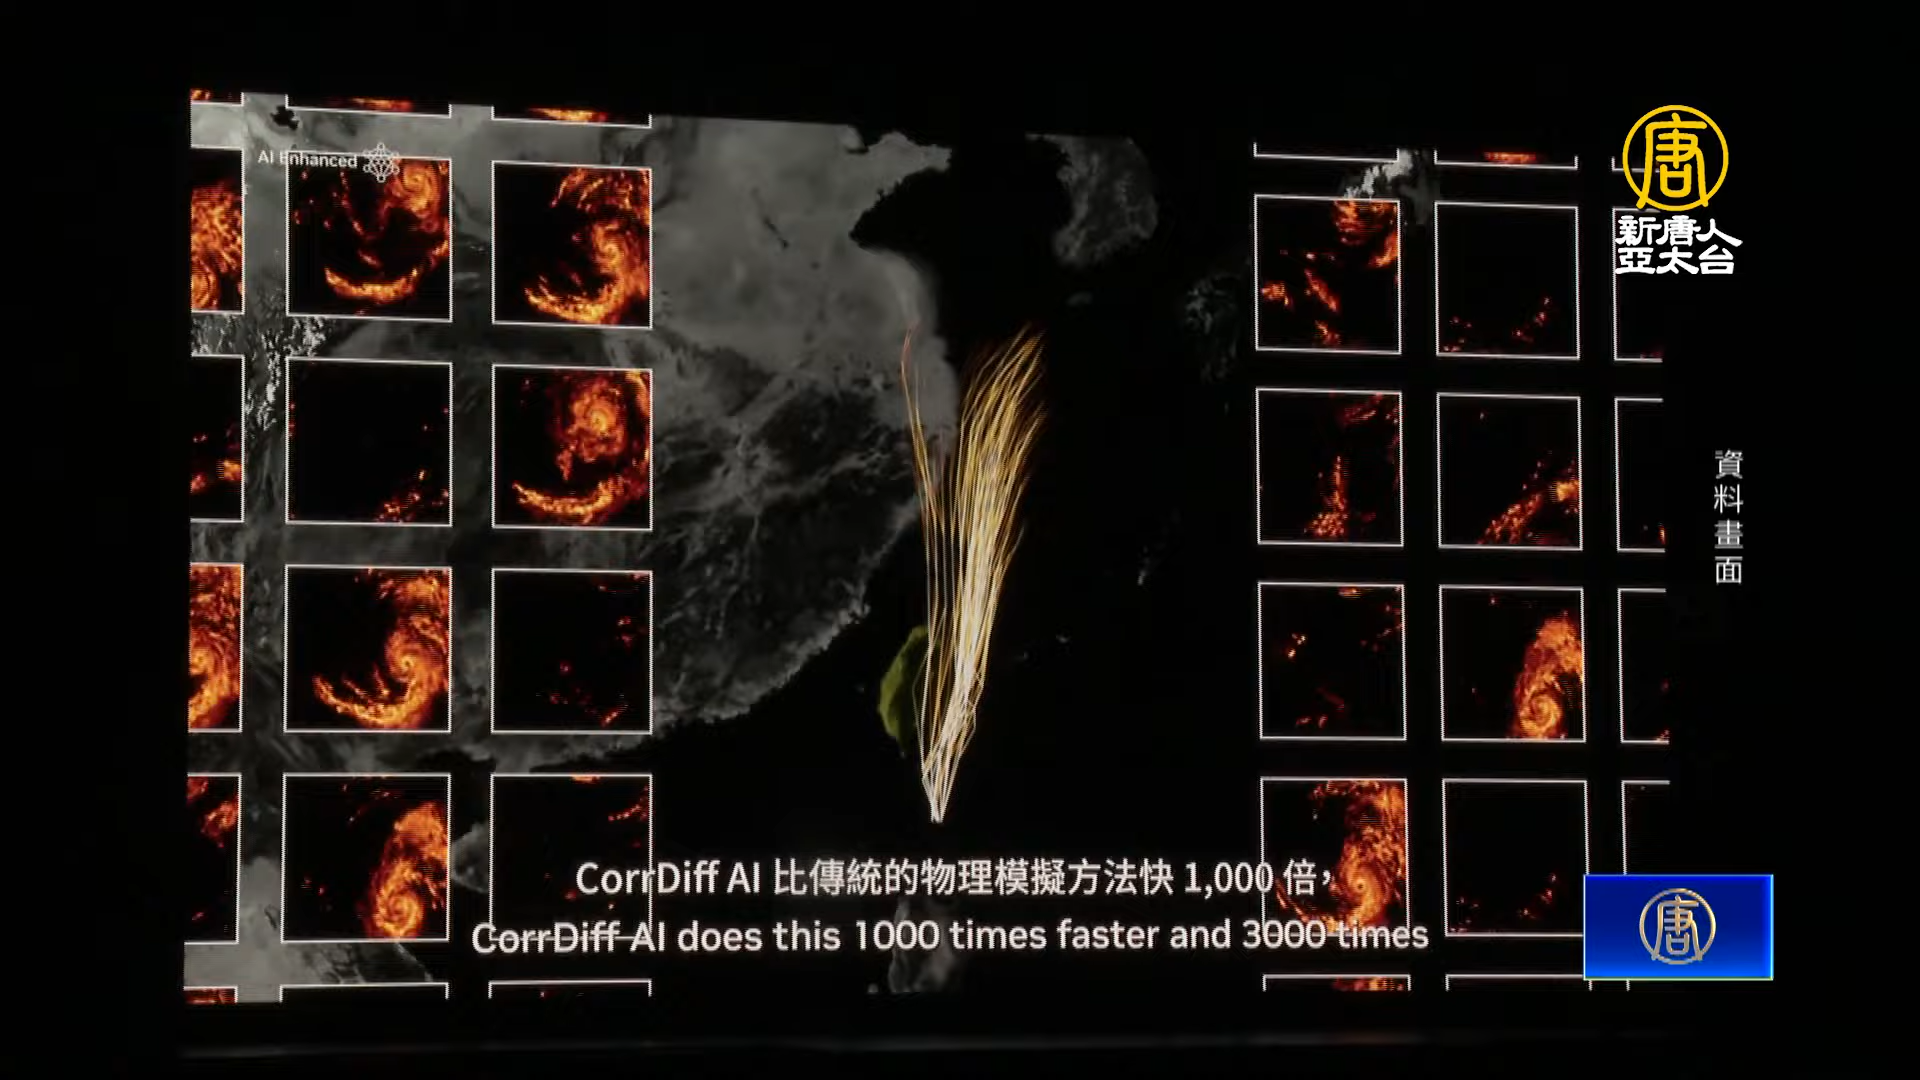 AI Enhanced
唐
新唐人
亞太台
資料畫面
CorrDiff AI 比傳統的物理模擬方法快 1,000 倍，
CorrDiff AI does this 1000 times faster and 3000 times
唐